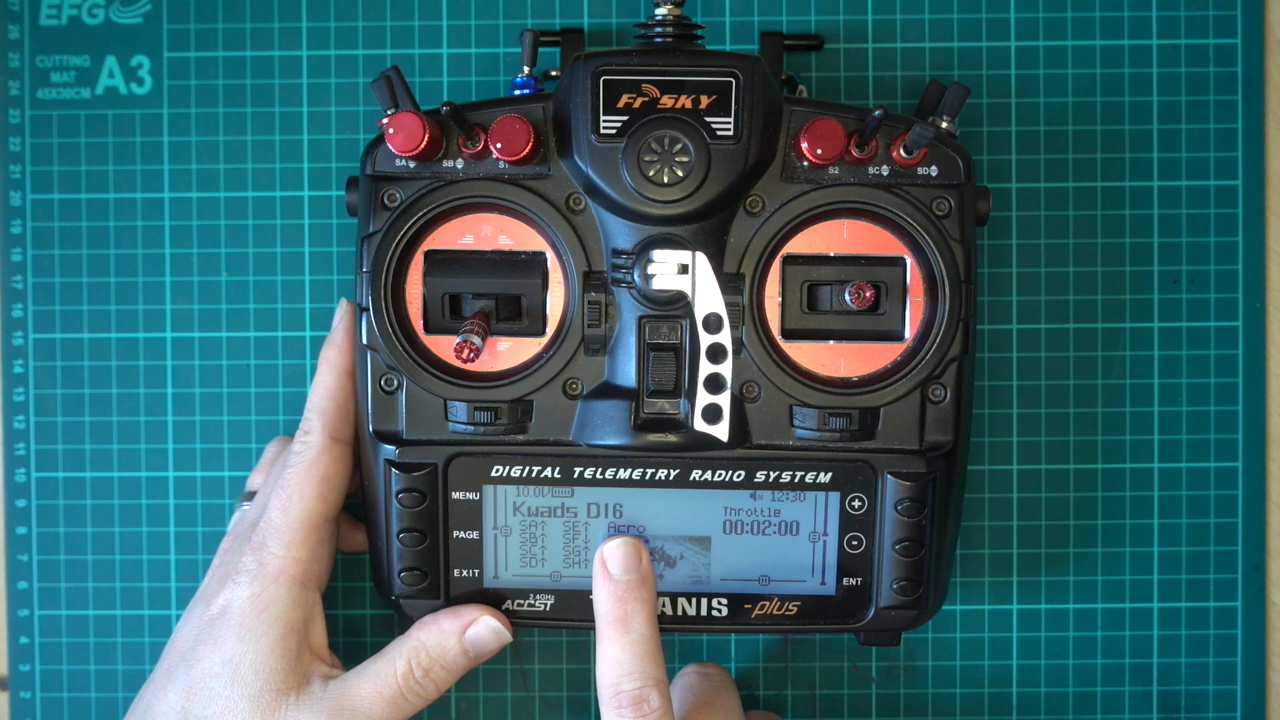 EFG
CUTTING
MAT
45X30CM
A3
FrSKY
SA
SB
S1
S2
SC
SD
DIGITAL TELEMETRY RADIO SYSTEM
MENU
PAGE
EXIT
10.0V
12:30
Kwads D16
Throttle
00:02:00
SA↑ SE↑ Acro
SB↑ SF↓
SC↑ SG↑
SD↑ SH↑
+
-
ENT
ACCST 2.4GHz
ANIS -plus